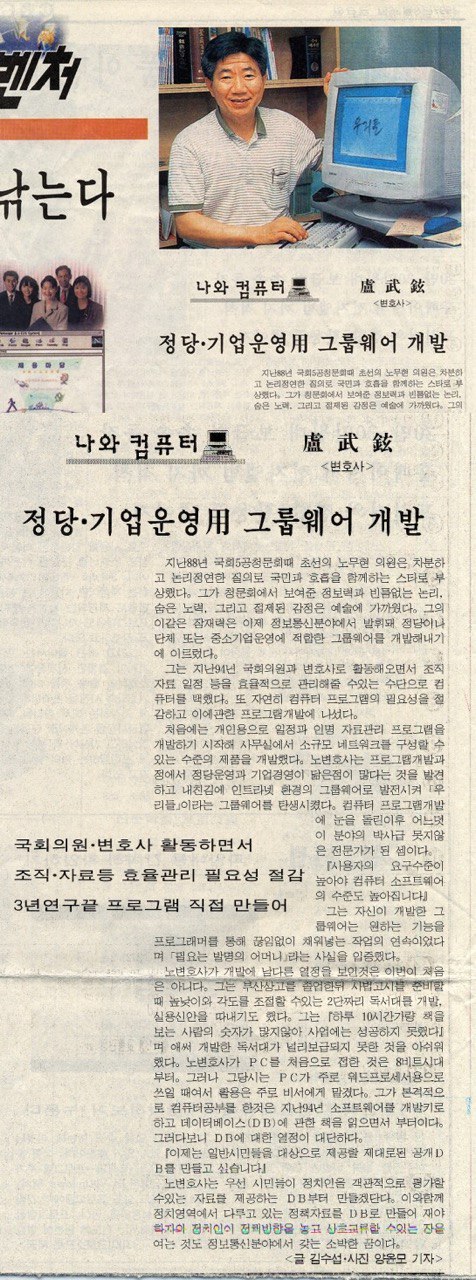 벤처
낚는다
우리들
나와 컴퓨터
盧武鉉
<변호사>
정당·기업운영用 그룹웨어 개발
지난88년 국회5공청문회때 초선의 노무현 의원은 차분하
고 논리정연한 질의로 국민과 호흡을 함께하는 스타로 부
상했다. 그가 청문회에서 보여준 정보력과 빈틈없는 논리,
숨은 노력, 그리고 절제된 감정은 예술에 가까웠다. 그의
나와 컴퓨터
盧武鉉
<변호사>
정당·기업운영用 그룹웨어 개발
지난88년 국회5공청문회때 초선의 노무현 의원은 차분하
고 논리정연한 질의로 국민과 호흡을 함께하는 스타로 부
상했다. 그가 청문회에서 보여준 정보력과 빈틈없는 논리,
숨은 노력, 그리고 절제된 감정은 예술에 가까웠다. 그의
이같은 잠재력은 이제 정보통신분야에서 발휘돼 정당이나
단체 또는 중소기업운영에 적합한 그룹웨어를 개발해내기
에 이르렀다.
그는 지난94년 국회의원과 변호사로 활동해오면서 조직
자료 일정 등을 효율적으로 관리해줄 수있는 수단으로 컴
퓨터를 택했다. 또 자연히 컴퓨터 프로그램의 필요성을 절
감하고 이에관한 프로그램개발에 나섰다.
처음에는 개인용으로 일정과 인명 자료관리 프로그램을
개발하기 시작해 사무실에서 소규모 네트워크를 구성할 수
있는 수준의 제품을 개발했다. 노변호사는 프로그램개발과
정에서 정당운영과 기업경영이 닮은점이 많다는 것을 발견
하고 내친김에 인트라넷 환경의 그룹웨어로 발전시켜 「우
리들」이라는 그룹웨어를 탄생시켰다. 컴퓨터 프로그램개발
에 눈을 돌린이후 어느덧
이 분야의 박사급 못지않
은 전문가가 된 셈이다.
『사용자의 요구수준이
높아야 컴퓨터 소프트웨어
의 수준도 높아집니다』
그는 자신이 개발한 그
룹웨어는 원하는 기능을
국회의원·변호사 활동하면서
조직·자료등 효율관리 필요성 절감
3년연구끝 프로그램 직접 만들어
프로그래머를 통해 끊임없이 채워넣는 작업의 연속이었다
며 「필요는 발명의 어머니」라는 사실을 입증했다.
노변호사가 개발에 남다른 열정을 보인것은 이번이 처음
은 아니다. 그는 부산상고를 졸업한뒤 사법고시를 준비할
때 높낮이와 각도를 조절할 수있는 2단짜리 독서대를 개발,
실용신안을 따내기도 했다. 그는 『하루 10시간가량 책을
보는 사람의 숫자가 많지않아 사업에는 성공하지 못했다』
며 애써 개발한 독서대가 널리보급되지 못한 것을 아쉬워
했다. 노변호사가 PC를 처음으로 접한 것은 8비트시대
부터. 그러나 그당시는 PC가 주로 워드프로세서용으로
쓰일 때여서 활용은 주로 비서에게 맡겼다. 그가 본격적으
로 컴퓨터공부를 한것은 지난94년 소프트웨어를 개발키로
하고 데이터베이스(DB)에 관한 책을 읽으면서 부터이다.
그러다보니 DB에 대한 열정이 대단하다.
『이제는 일반시민들을 대상으로 제공할 제대로된 공개D
B를 만들고 싶습니다』
노변호사는 우선 시민들이 정치인을 객관적으로 평가할
수있는 자료를 제공하는 DB부터 만들겠단다. 이와함께
정치영역에서 다루고 있는 정책자료를 DB로 만들어 재야
학자와 정치인이 정책방향을 놓고 상호교류할 수있는 장을
여는 것도 정보통신분야에서 갖는 소박한 꿈이다.
<글 김수섭·사진 양윤모 기자>